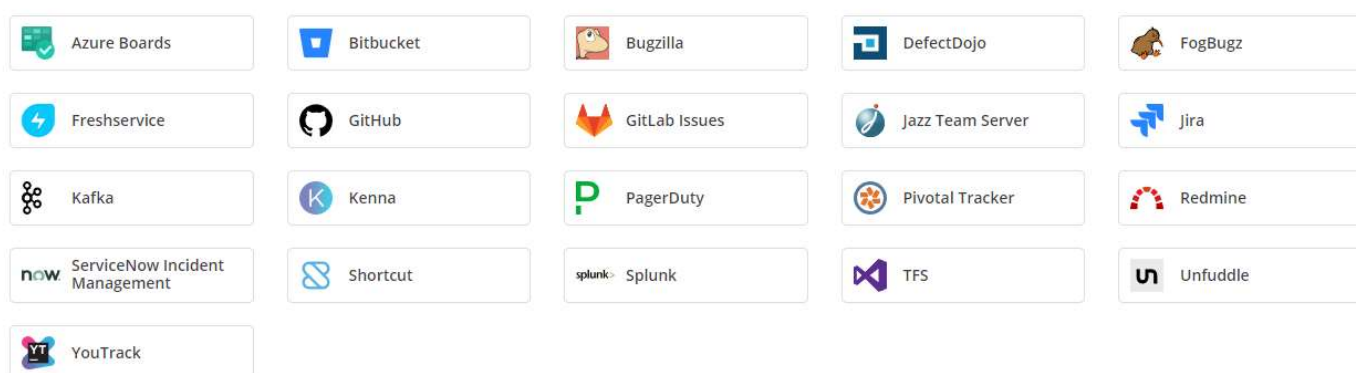 Azure Boards
Bitbucket
Bugzilla
DefectDojo
FogBugz
Freshservice
GitHub
GitLab Issues
Jazz Team Server
Jira
Kafka
K
Kenna
P
PagerDuty
Pivotal Tracker
Redmine
now.
ServiceNow Incident
Management
Shortcut
splunk>
Splunk
TFS
un
Unfuddle
YT
YouTrack